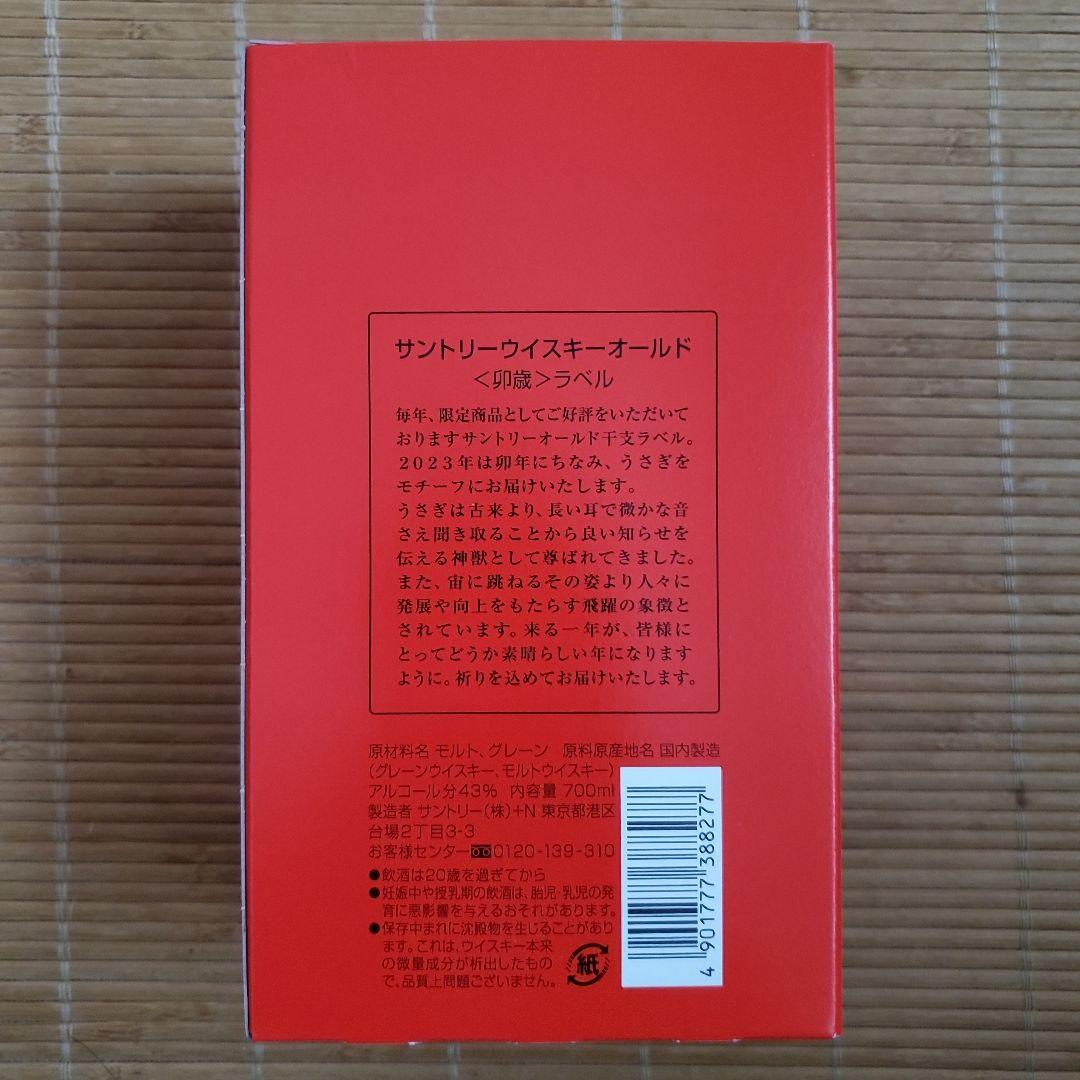 サントリーウイスキーオールド
<卯歳>ラベル
毎年、限定商品としてご好評をいただいて
おりますサントリーオールド干支ラベル。
2023年は卯年にちなみ、うさぎを
モチーフにお届けいたします。
うさぎは古来より、長い耳で微かな音
さえ聞き取ることから良い知らせを
伝える神獣として尊ばれてきました。
また、宙に跳ねるその姿より人々に
発展や向上をもたらす飛躍の象徴と
されています。来る一年が、皆様に
とってどうか素晴らしい年になります
ように。祈りを込めてお届けいたします。
原材料名 モルト、グレーン 原料原産地名 国内製造
(グレーンウイスキー、モルトウイスキー)
アルコール分43% 内容量 700ml
製造者 サントリー(株)+N 東京都港区
台場2丁目3-3
お客様センター 0120-139-310
●飲酒は20歳を過ぎてから
●妊娠中や授乳期の飲酒は、胎児・乳児の発
育に悪影響を与えるおそれがあります。
●保存中まれに沈殿物を生じることがあり
ます。これは、ウイスキー本来
の微量成分が析出したもの
で、品質上問題ございません。
紙
4 901777 388277